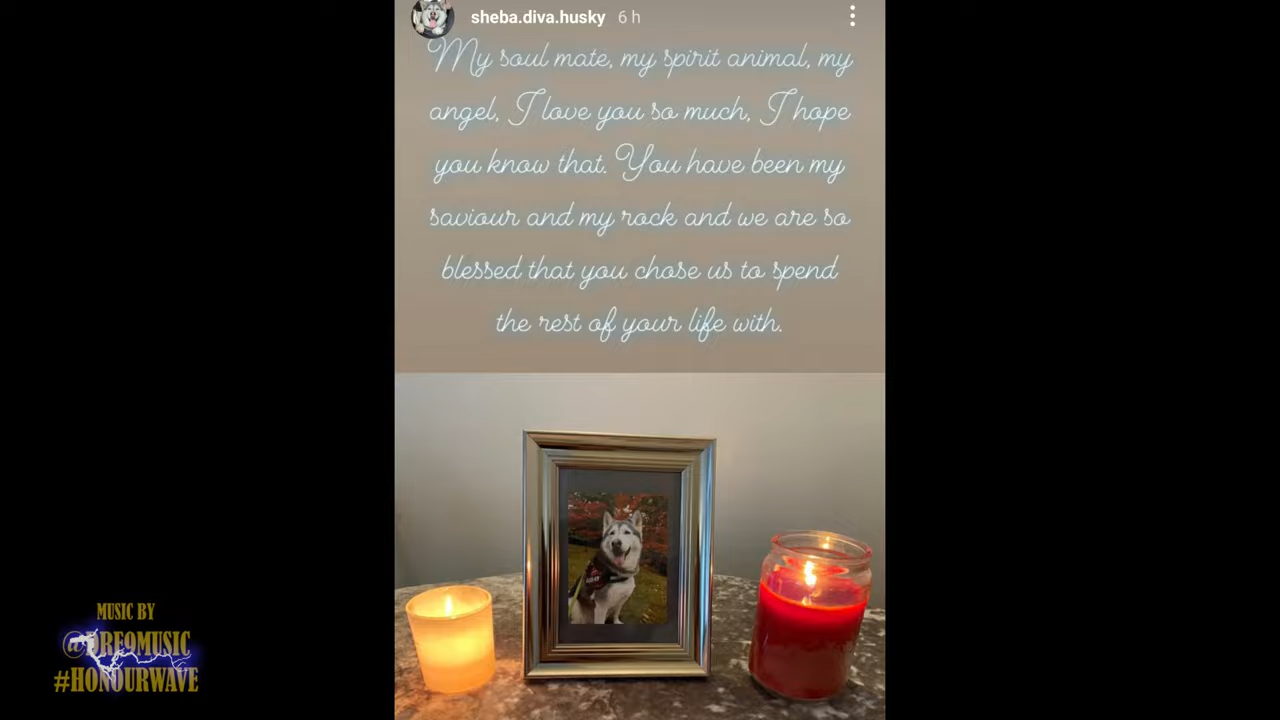 sheba.diva.husky 6 h
My soul mate, my spirit animal, my
angel, I love you so much, I hope
you know that. You have been my
saviour and my rock and we are so
blessed that you chose us to spend
the rest of your life with.
MUSIC BY
@DREOMUSIC
#HONOURWAVE